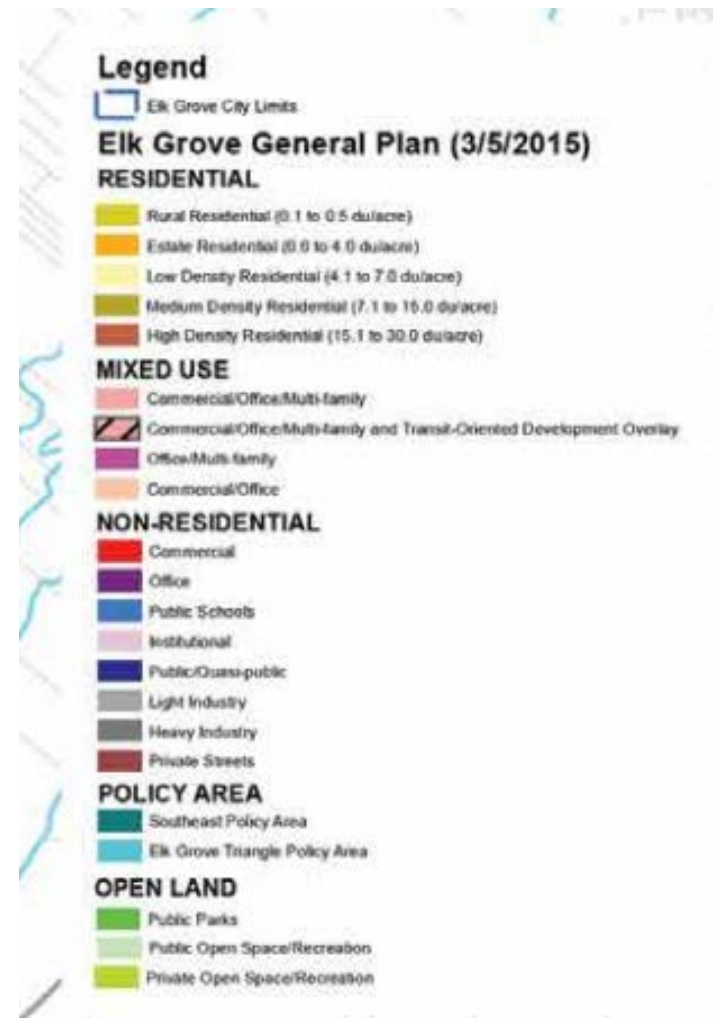 Legend
Elk Grove City Limits
Elk Grove General Plan (3/5/2015)
RESIDENTIAL
Rural Residential (0.1 to 0.5 du/acre)
Estate Residential (0.6 to 4.0 du/acre)
Low Density Residential (4.1 to 7.0 du/acre)
Medium Density Residential (7.1 to 15.0 du/acre)
High Density Residential (15.1 to 30.0 du/acre)
MIXED USE
Commercial/Office/Multi-family
Commercial/Office/Multi-family and Transit-Oriented Development Overlay
Office/Multi-family
Commercial/Office
NON-RESIDENTIAL
Commercial
Office
Public Schools
Institutional
Public/Quasi-public
Light Industry
Heavy Industry
Private Streets
POLICY AREA
Southeast Policy Area
Elk Grove Triangle Policy Area
OPEN LAND
Public Parks
Public Open Space/Recreation
Private Open Space/Recreation